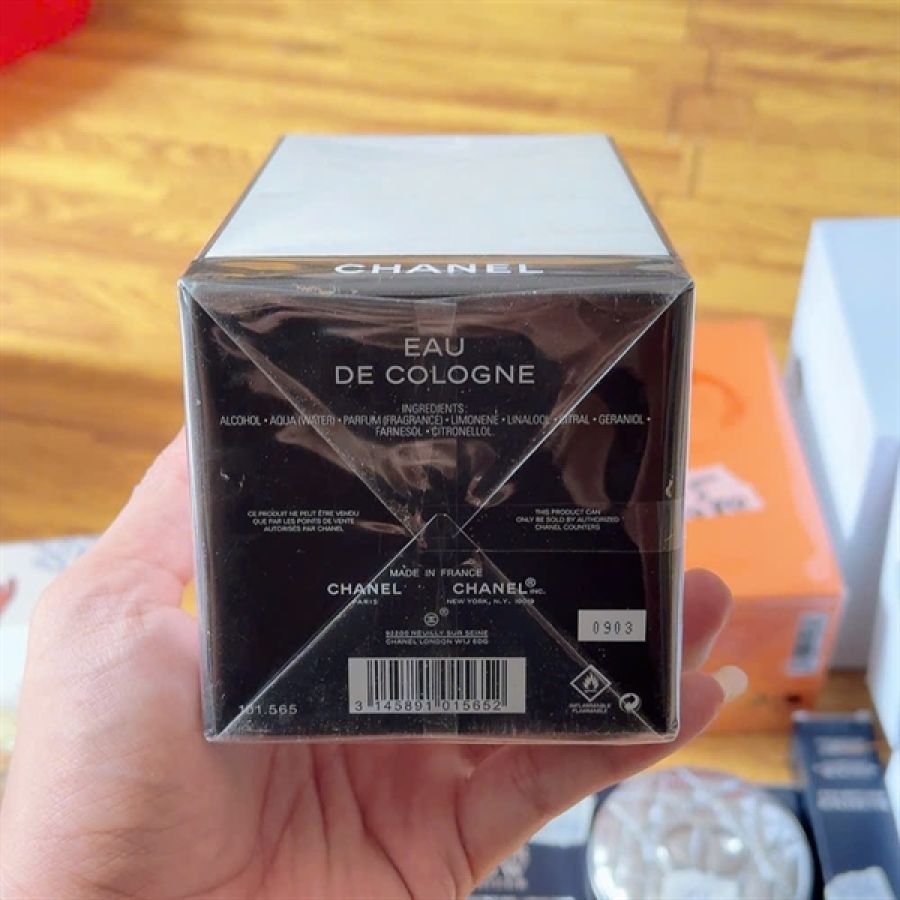 CHANEL
EAU
DE COLOGNE
INGREDIENTS:
ALCOHOL • AQUA (WATER) • PARFUM (FRAGRANCE) • LIMONENE • LINALOOL • CITRAL • GERANIOL •
FARNESOL • CITRONELLOL
CE PRODUIT NE PEUT ÊTRE VENDU
QUE PAR LES POINTS DE VENTE
AUTORISÉS PAR CHANEL
THIS PRODUCT CAN
ONLY BE SOLD BY AUTHORIZED
CHANEL COUNTERS
MADE IN FRANCE
CHANEL
PARIS
CHANEL® INC.
NEW YORK, N.Y. 10019
®
92200 NEUILLY SUR SEINE
CHANEL LONDON W1J 6DG
0903
101.565
3 145891 015652
INFLAMMABLE
FLAMMABLE